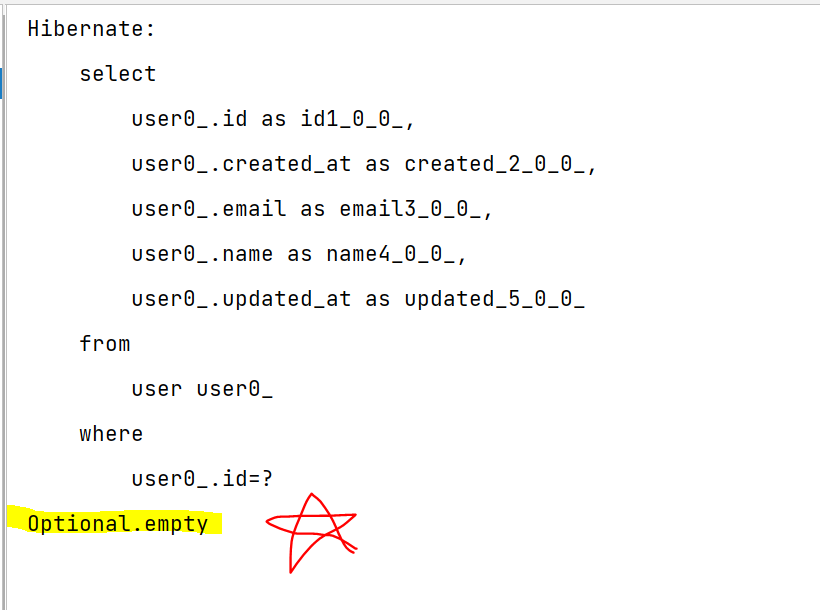 Hibernate:
select
user0_.id as id1_0_0_,
user0_.created_at as created_2_0_0_,
user0_.email as email3_0_0_,
user0_.name as name4_0_0_,
user0_.updated_at as updated_5_0_0_
from
user user0_
where
user0_.id=?
Optional.empty